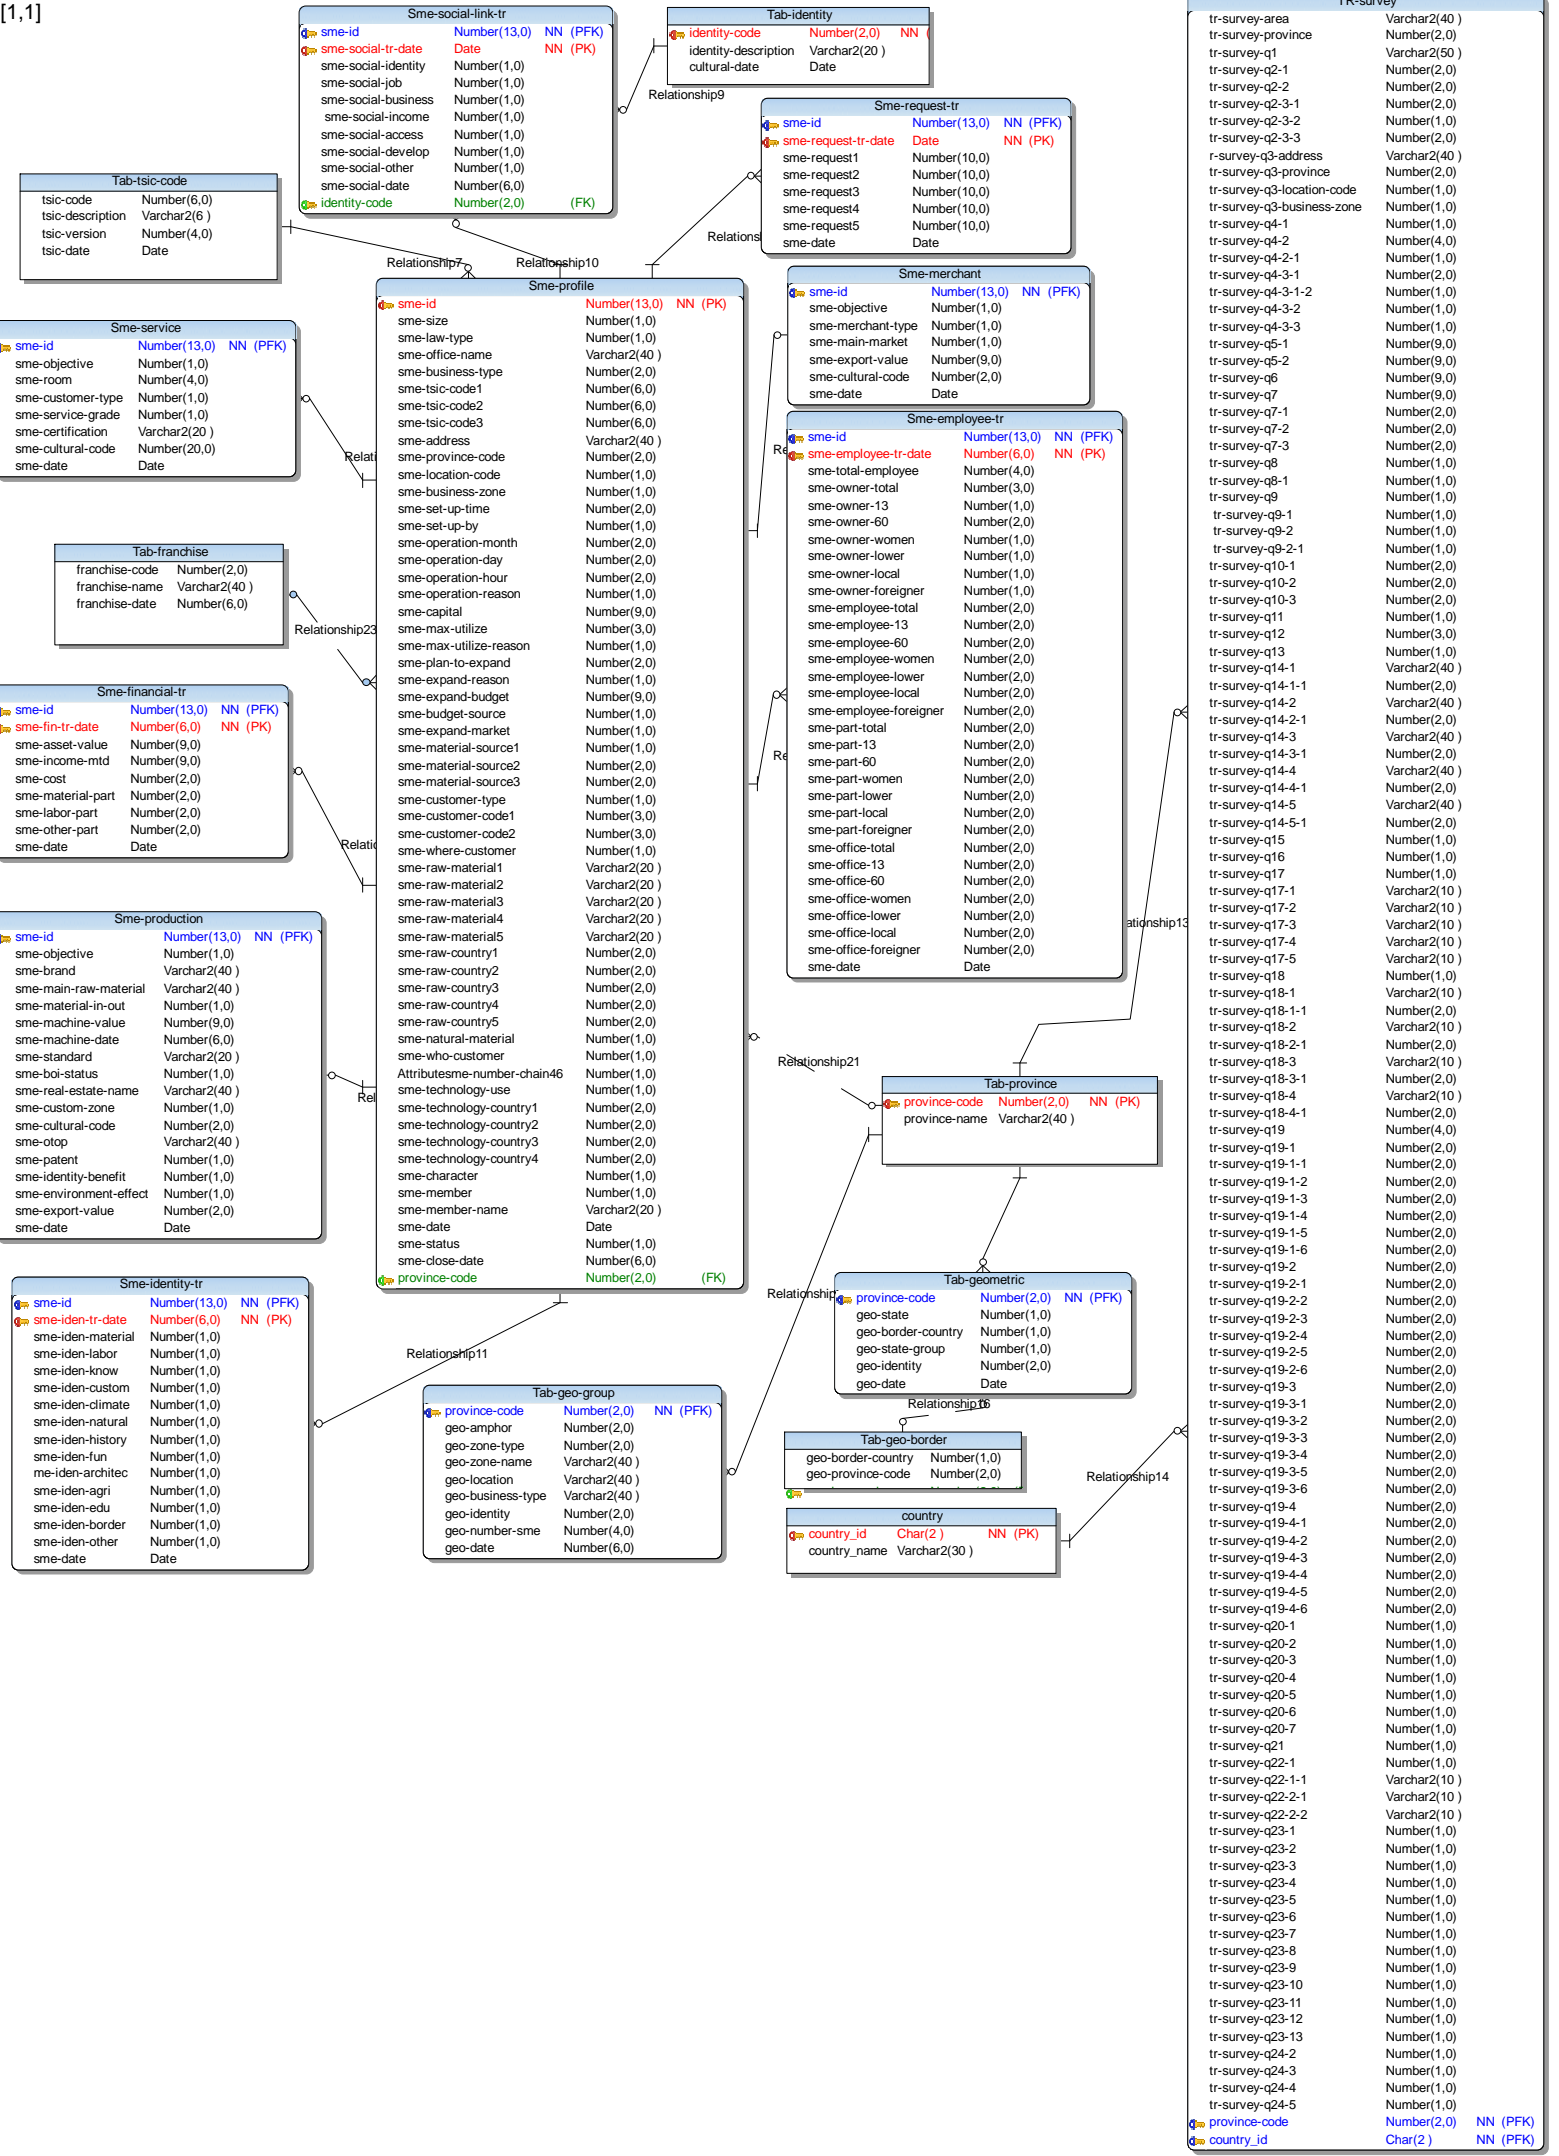 [1,1]
Sme-social-link-tr
sme-id Number(13,0) NN (PFK)
sme-social-tr-date Date NN (PK)
sme-social-identity Number(1,0)
sme-social-job Number(1,0)
sme-social-business Number(1,0)
sme-social-income Number(1,0)
sme-social-access Number(1,0)
sme-social-develop Number(1,0)
sme-social-other Number(1,0)
sme-social-date Number(6,0)
identity-code Number(2,0) (FK)
Tab-identity
identity-code Number(2,0) NN (
identity-description Varchar2(20 )
cultural-date Date
Relationship9
Sme-request-tr
sme-id Number(13,0) NN (PFK)
sme-request-tr-date Date NN (PK)
sme-request1 Number(10,0)
sme-request2 Number(10,0)
sme-request3 Number(10,0)
sme-request4 Number(10,0)
sme-request5 Number(10,0)
sme-date Date
Relations
Tab-tsic-code
tsic-code Number(6,0)
tsic-description Varchar2(6 )
tsic-version Number(4,0)
tsic-date Date
Relationship7
Relationship10
Sme-profile
sme-id Number(13,0) NN (PK)
sme-size Number(1,0)
sme-law-type Number(1,0)
sme-office-name Varchar2(40 )
sme-business-type Number(2,0)
sme-tsic-code1 Number(6,0)
sme-tsic-code2 Number(6,0)
sme-tsic-code3 Number(6,0)
sme-address Varchar2(40 )
sme-province-code Number(2,0)
sme-location-code Number(1,0)
sme-business-zone Number(1,0)
sme-set-up-time Number(2,0)
sme-set-up-by Number(1,0)
sme-operation-month Number(2,0)
sme-operation-day Number(2,0)
sme-operation-hour Number(2,0)
sme-operation-reason Number(1,0)
sme-capital Number(9,0)
sme-max-utilize Number(3,0)
sme-max-utilize-reason Number(1,0)
sme-plan-to-expand Number(2,0)
sme-expand-reason Number(1,0)
sme-expand-budget Number(9,0)
sme-budget-source Number(1,0)
sme-expand-market Number(1,0)
sme-material-source1 Number(1,0)
sme-material-source2 Number(2,0)
sme-material-source3 Number(2,0)
sme-customer-type Number(1,0)
sme-customer-code1 Number(3,0)
sme-customer-code2 Number(3,0)
sme-where-customer Number(1,0)
sme-raw-material1 Varchar2(20 )
sme-raw-material2 Varchar2(20 )
sme-raw-material3 Varchar2(20 )
sme-raw-material4 Varchar2(20 )
sme-raw-material5 Varchar2(20 )
sme-raw-country1 Number(2,0)
sme-raw-country2 Number(2,0)
sme-raw-country3 Number(2,0)
sme-raw-country4 Number(2,0)
sme-raw-country5 Number(2,0)
sme-natural-material Number(1,0)
sme-who-customer Number(1,0)
Attributesme-number-chain46 Number(1,0)
sme-technology-use Number(1,0)
sme-technology-country1 Number(2,0)
sme-technology-country2 Number(2,0)
sme-technology-country3 Number(2,0)
sme-technology-country4 Number(2,0)
sme-character Number(1,0)
sme-member Number(1,0)
sme-member-name Varchar2(20 )
sme-date Date
sme-status Number(1,0)
sme-close-date Number(6,0)
province-code Number(2,0) (FK)
Sme-service
sme-id Number(13,0) NN (PFK)
sme-objective Number(1,0)
sme-room Number(4,0)
sme-customer-type Number(1,0)
sme-service-grade Number(1,0)
sme-certification Varchar2(20 )
sme-cultural-code Number(20,0)
sme-date Date
Relati
Tab-franchise
franchise-code Number(2,0)
franchise-name Varchar2(40 )
franchise-date Number(6,0)
Relationship23
Sme-financial-tr
sme-id Number(13,0) NN (PFK)
sme-fin-tr-date Number(6,0) NN (PK)
sme-asset-value Number(9,0)
sme-income-mtd Number(9,0)
sme-cost Number(2,0)
sme-material-part Number(2,0)
sme-labor-part Number(2,0)
sme-other-part Number(2,0)
sme-date Date
Relatio
Sme-production
sme-id Number(13,0) NN (PFK)
sme-objective Number(1,0)
sme-brand Varchar2(40 )
sme-main-raw-material Varchar2(40 )
sme-material-in-out Number(1,0)
sme-machine-value Number(9,0)
sme-machine-date Number(6,0)
sme-standard Varchar2(20 )
sme-boi-status Number(1,0)
sme-real-estate-name Varchar2(40 )
sme-custom-zone Number(1,0)
sme-cultural-code Number(2,0)
sme-otop Varchar2(40 )
sme-patent Number(1,0)
sme-identity-benefit Number(1,0)
sme-environment-effect Number(1,0)
sme-export-value Number(2,0)
sme-date Date
Rel
Sme-identity-tr
sme-id Number(13,0) NN (PFK)
sme-iden-tr-date Number(6,0) NN (PK)
sme-iden-material Number(1,0)
sme-iden-labor Number(1,0)
sme-iden-know Number(1,0)
sme-iden-custom Number(1,0)
sme-iden-climate Number(1,0)
sme-iden-natural Number(1,0)
sme-iden-history Number(1,0)
sme-iden-fun Number(1,0)
me-iden-architec Number(1,0)
sme-iden-agri Number(1,0)
sme-iden-edu Number(1,0)
sme-iden-border Number(1,0)
sme-iden-other Number(1,0)
sme-date Date
Relationship11
Sme-merchant
sme-id Number(13,0) NN (PFK)
sme-objective Number(1,0)
sme-merchant-type Number(1,0)
sme-main-market Number(1,0)
sme-export-value Number(9,0)
sme-cultural-code Number(2,0)
sme-date Date
Re
Sme-employee-tr
sme-id Number(13,0) NN (PFK)
sme-employee-tr-date Number(6,0) NN (PK)
sme-total-employee Number(4,0)
sme-owner-total Number(3,0)
sme-owner-13 Number(1,0)
sme-owner-60 Number(2,0)
sme-owner-women Number(1,0)
sme-owner-lower Number(1,0)
sme-owner-local Number(1,0)
sme-owner-foreigner Number(1,0)
sme-employee-total Number(2,0)
sme-employee-13 Number(2,0)
sme-employee-60 Number(2,0)
sme-employee-women Number(2,0)
sme-employee-lower Number(2,0)
sme-employee-local Number(2,0)
sme-employee-foreigner Number(2,0)
sme-part-total Number(2,0)
sme-part-13 Number(2,0)
sme-part-60 Number(2,0)
sme-part-women Number(2,0)
sme-part-lower Number(2,0)
sme-part-local Number(2,0)
sme-part-foreigner Number(2,0)
sme-office-total Number(2,0)
sme-office-13 Number(2,0)
sme-office-60 Number(2,0)
sme-office-women Number(2,0)
sme-office-lower Number(2,0)
sme-office-local Number(2,0)
sme-office-foreigner Number(2,0)
sme-date Date
Re
ationship13
Relationship21
Tab-province
province-code Number(2,0) NN (PK)
province-name Varchar2(40 )
Relationship
Tab-geometric
province-code Number(2,0) NN (PFK)
geo-state Number(1,0)
geo-border-country Number(1,0)
geo-state-group Number(1,0)
geo-identity Number(2,0)
geo-date Date
Tab-geo-group
province-code Number(2,0) NN (PFK)
geo-amphor Number(2,0)
geo-zone-type Number(2,0)
geo-zone-name Varchar2(40 )
geo-location Varchar2(40 )
geo-business-type Varchar2(40 )
geo-identity Number(2,0)
geo-number-sme Number(4,0)
geo-date Number(6,0)
Relationship16
Tab-geo-border
geo-border-country Number(1,0)
geo-province-code Number(2,0)
country
country_id Char(2 ) NN (PK)
country_name Varchar2(30 )
Relationship14
TR-survey
tr-survey-area Varchar2(40 )
tr-survey-province Number(2,0)
tr-survey-q1 Varchar2(50 )
tr-survey-q2-1 Number(2,0)
tr-survey-q2-2 Number(2,0)
tr-survey-q2-3-1 Number(2,0)
tr-survey-q2-3-2 Number(1,0)
tr-survey-q2-3-3 Number(2,0)
r-survey-q3-address Varchar2(40 )
tr-survey-q3-province Number(2,0)
tr-survey-q3-location-code Number(1,0)
tr-survey-q3-business-zone Number(1,0)
tr-survey-q4-1 Number(1,0)
tr-survey-q4-2 Number(4,0)
tr-survey-q4-2-1 Number(1,0)
tr-survey-q4-3-1 Number(2,0)
tr-survey-q4-3-1-2 Number(1,0)
tr-survey-q4-3-2 Number(1,0)
tr-survey-q4-3-3 Number(1,0)
tr-survey-q5-1 Number(9,0)
tr-survey-q5-2 Number(9,0)
tr-survey-q6 Number(9,0)
tr-survey-q7 Number(9,0)
tr-survey-q7-1 Number(2,0)
tr-survey-q7-2 Number(2,0)
tr-survey-q7-3 Number(2,0)
tr-survey-q8 Number(1,0)
tr-survey-q8-1 Number(1,0)
tr-survey-q9 Number(1,0)
tr-survey-q9-1 Number(1,0)
tr-survey-q9-2 Number(1,0)
tr-survey-q9-2-1 Number(1,0)
tr-survey-q10-1 Number(2,0)
tr-survey-q10-2 Number(2,0)
tr-survey-q10-3 Number(2,0)
tr-survey-q11 Number(1,0)
tr-survey-q12 Number(3,0)
tr-survey-q13 Number(1,0)
tr-survey-q14-1 Varchar2(40 )
tr-survey-q14-1-1 Number(2,0)
tr-survey-q14-2 Varchar2(40 )
tr-survey-q14-2-1 Number(2,0)
tr-survey-q14-3 Varchar2(40 )
tr-survey-q14-3-1 Number(2,0)
tr-survey-q14-4 Varchar2(40 )
tr-survey-q14-4-1 Number(2,0)
tr-survey-q14-5 Varchar2(40 )
tr-survey-q14-5-1 Number(2,0)
tr-survey-q15 Number(1,0)
tr-survey-q16 Number(1,0)
tr-survey-q17 Number(1,0)
tr-survey-q17-1 Varchar2(10 )
tr-survey-q17-2 Varchar2(10 )
tr-survey-q17-3 Varchar2(10 )
tr-survey-q17-4 Varchar2(10 )
tr-survey-q17-5 Varchar2(10 )
tr-survey-q18 Number(1,0)
tr-survey-q18-1 Varchar2(10 )
tr-survey-q18-1-1 Number(2,0)
tr-survey-q18-2 Varchar2(10 )
tr-survey-q18-2-1 Number(2,0)
tr-survey-q18-3 Varchar2(10 )
tr-survey-q18-3-1 Number(2,0)
tr-survey-q18-4 Varchar2(10 )
tr-survey-q18-4-1 Number(2,0)
tr-survey-q19 Number(4,0)
tr-survey-q19-1 Number(2,0)
tr-survey-q19-1-1 Number(2,0)
tr-survey-q19-1-2 Number(2,0)
tr-survey-q19-1-3 Number(2,0)
tr-survey-q19-1-4 Number(2,0)
tr-survey-q19-1-5 Number(2,0)
tr-survey-q19-1-6 Number(2,0)
tr-survey-q19-2 Number(2,0)
tr-survey-q19-2-1 Number(2,0)
tr-survey-q19-2-2 Number(2,0)
tr-survey-q19-2-3 Number(2,0)
tr-survey-q19-2-4 Number(2,0)
tr-survey-q19-2-5 Number(2,0)
tr-survey-q19-2-6 Number(2,0)
tr-survey-q19-3 Number(2,0)
tr-survey-q19-3-1 Number(2,0)
tr-survey-q19-3-2 Number(2,0)
tr-survey-q19-3-3 Number(2,0)
tr-survey-q19-3-4 Number(2,0)
tr-survey-q19-3-5 Number(2,0)
tr-survey-q19-3-6 Number(2,0)
tr-survey-q19-4 Number(2,0)
tr-survey-q19-4-1 Number(2,0)
tr-survey-q19-4-2 Number(2,0)
tr-survey-q19-4-3 Number(2,0)
tr-survey-q19-4-4 Number(2,0)
tr-survey-q19-4-5 Number(2,0)
tr-survey-q19-4-6 Number(2,0)
tr-survey-q20-1 Number(1,0)
tr-survey-q20-2 Number(1,0)
tr-survey-q20-3 Number(1,0)
tr-survey-q20-4 Number(1,0)
tr-survey-q20-5 Number(1,0)
tr-survey-q20-6 Number(1,0)
tr-survey-q20-7 Number(1,0)
tr-survey-q21 Number(1,0)
tr-survey-q22-1 Number(1,0)
tr-survey-q22-1-1 Varchar2(10 )
tr-survey-q22-2-1 Varchar2(10 )
tr-survey-q22-2-2 Varchar2(10 )
tr-survey-q23-1 Number(1,0)
tr-survey-q23-2 Number(1,0)
tr-survey-q23-3 Number(1,0)
tr-survey-q23-4 Number(1,0)
tr-survey-q23-5 Number(1,0)
tr-survey-q23-6 Number(1,0)
tr-survey-q23-7 Number(1,0)
tr-survey-q23-8 Number(1,0)
tr-survey-q23-9 Number(1,0)
tr-survey-q23-10 Number(1,0)
tr-survey-q23-11 Number(1,0)
tr-survey-q23-12 Number(1,0)
tr-survey-q23-13 Number(1,0)
tr-survey-q24-2 Number(1,0)
tr-survey-q24-3 Number(1,0)
tr-survey-q24-4 Number(1,0)
tr-survey-q24-5 Number(1,0)
province-code Number(2,0) NN (PFK)
country_id Char(2 ) NN (PFK)